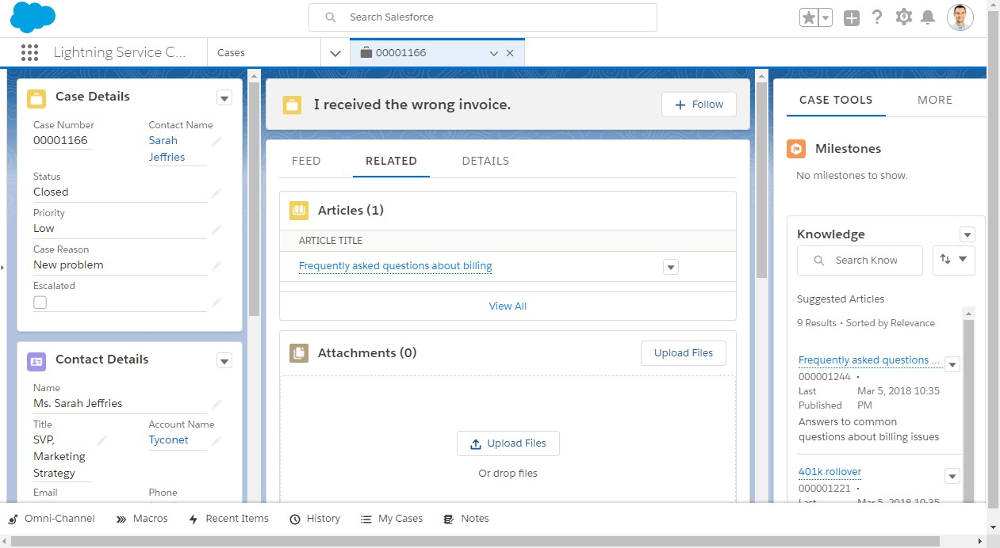 Search Salesforce
Lightning Service C...
Cases
00001166
Case Details
Case Number
00001166
Contact Name
Sarah
Jeffries
Status
Closed
Priority
Low
Case Reason
New problem
Escalated
Contact Details
Name
Ms. Sarah Jeffries
Title
SVP,
Marketing
Strategy
Account Name
Tyconet
Email
Phone
I received the wrong invoice.
Follow
FEED
RELATED
DETAILS
Articles (1)
ARTICLE TITLE
Frequently asked questions about billing
View All
Attachments (0)
Upload Files
Upload Files
Or drop files
CASE TOOLS
MORE
Milestones
No milestones to show.
Knowledge
Search Know
Suggested Articles
9 Results • Sorted by Relevance
Frequently asked questions ...
000001244 •
Last Published
Mar 5, 2018 10:35 PM
Answers to common
questions about billing issues
401k rollover
000001221 •
Last
Mar 5, 2018 10:35
Omni-Channel
Macros
Recent Items
History
My Cases
Notes